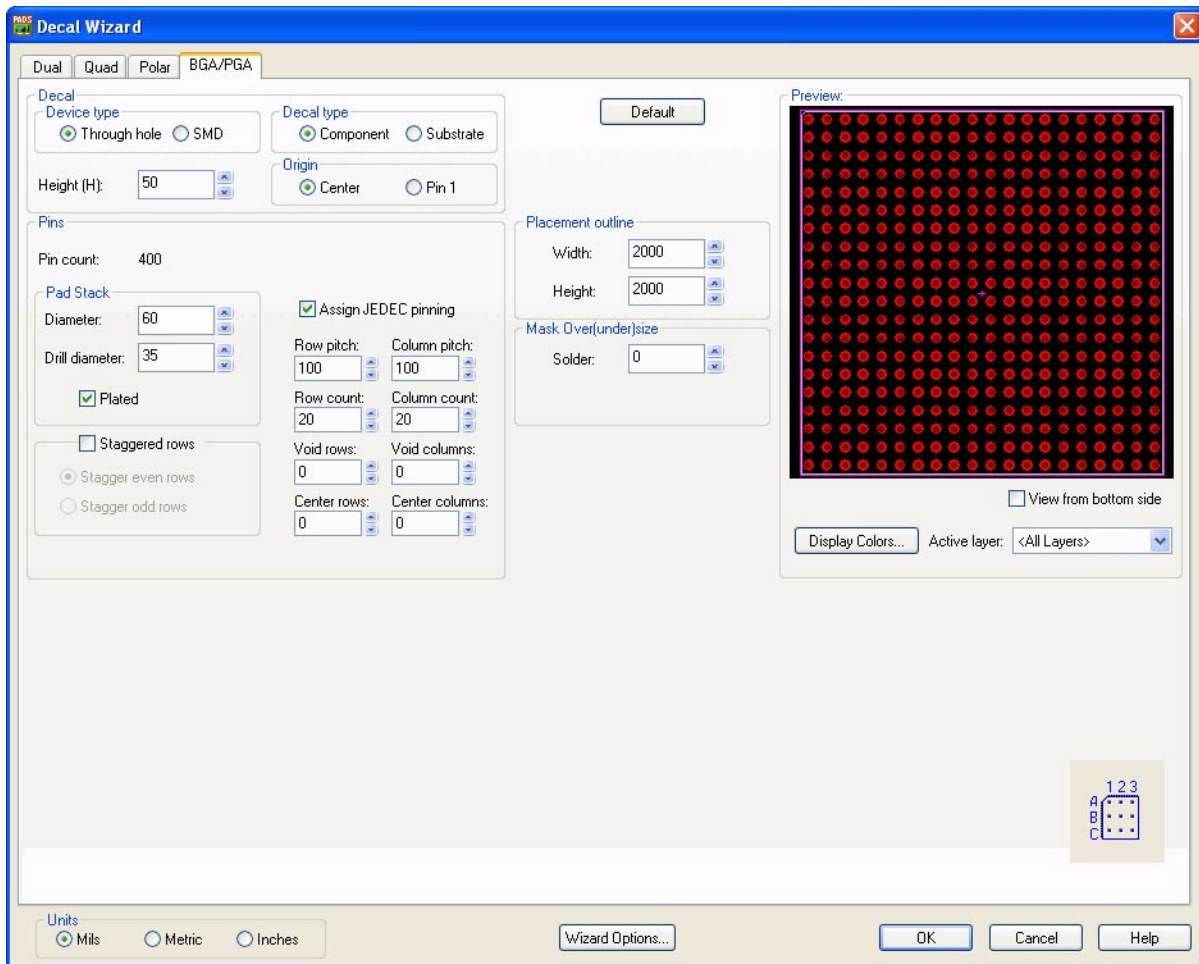 PADS Decal Wizard
Dual Quad Polar BGA/PGA
Decal
Device type
Through hole SMD
Decal type
Component Substrate
Height (H): 50
Origin
Center Pin 1
Default
Preview:
Pins
Pin count: 400
Pad Stack
Diameter: 60
Drill diameter: 35
Plated
Staggered rows
Stagger even rows
Stagger odd rows
Assign JEDEC pinning
Row pitch: Column pitch:
100 100
Row count: Column count:
20 20
Void rows: Void columns:
0 0
Center rows: Center columns:
0 0
Placement outline
Width: 2000
Height: 2000
Mask Over(under)size
Solder: 0
View from bottom side
Display Colors... Active layer: <All Layers>
1 2 3
A
B
C
Units
Mils Metric Inches
Wizard Options...
OK Cancel Help